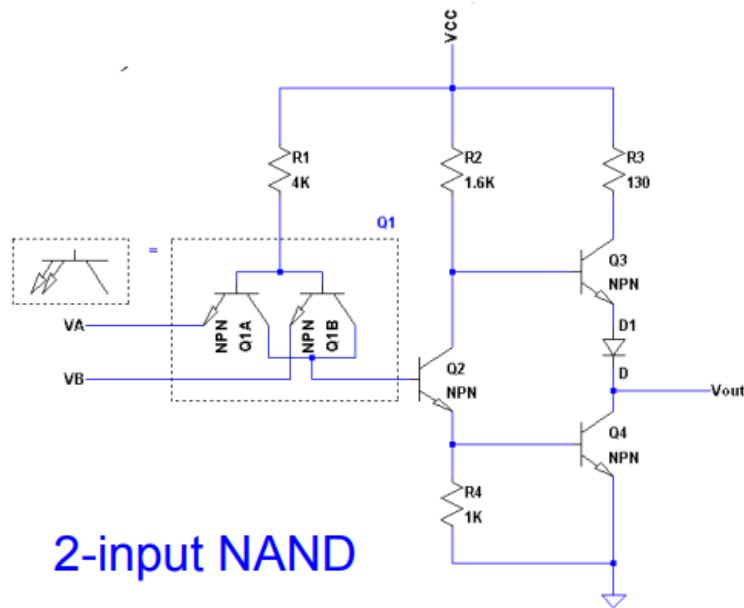 VCC
R1
4K
R2
1.6K
R3
130
Q1
=
Q3
NPN
VA
NPN
Q1A
NPN
Q1B
D1
D
VB
Q2
NPN
Vout
Q4
NPN
R4
1K
2-input NAND